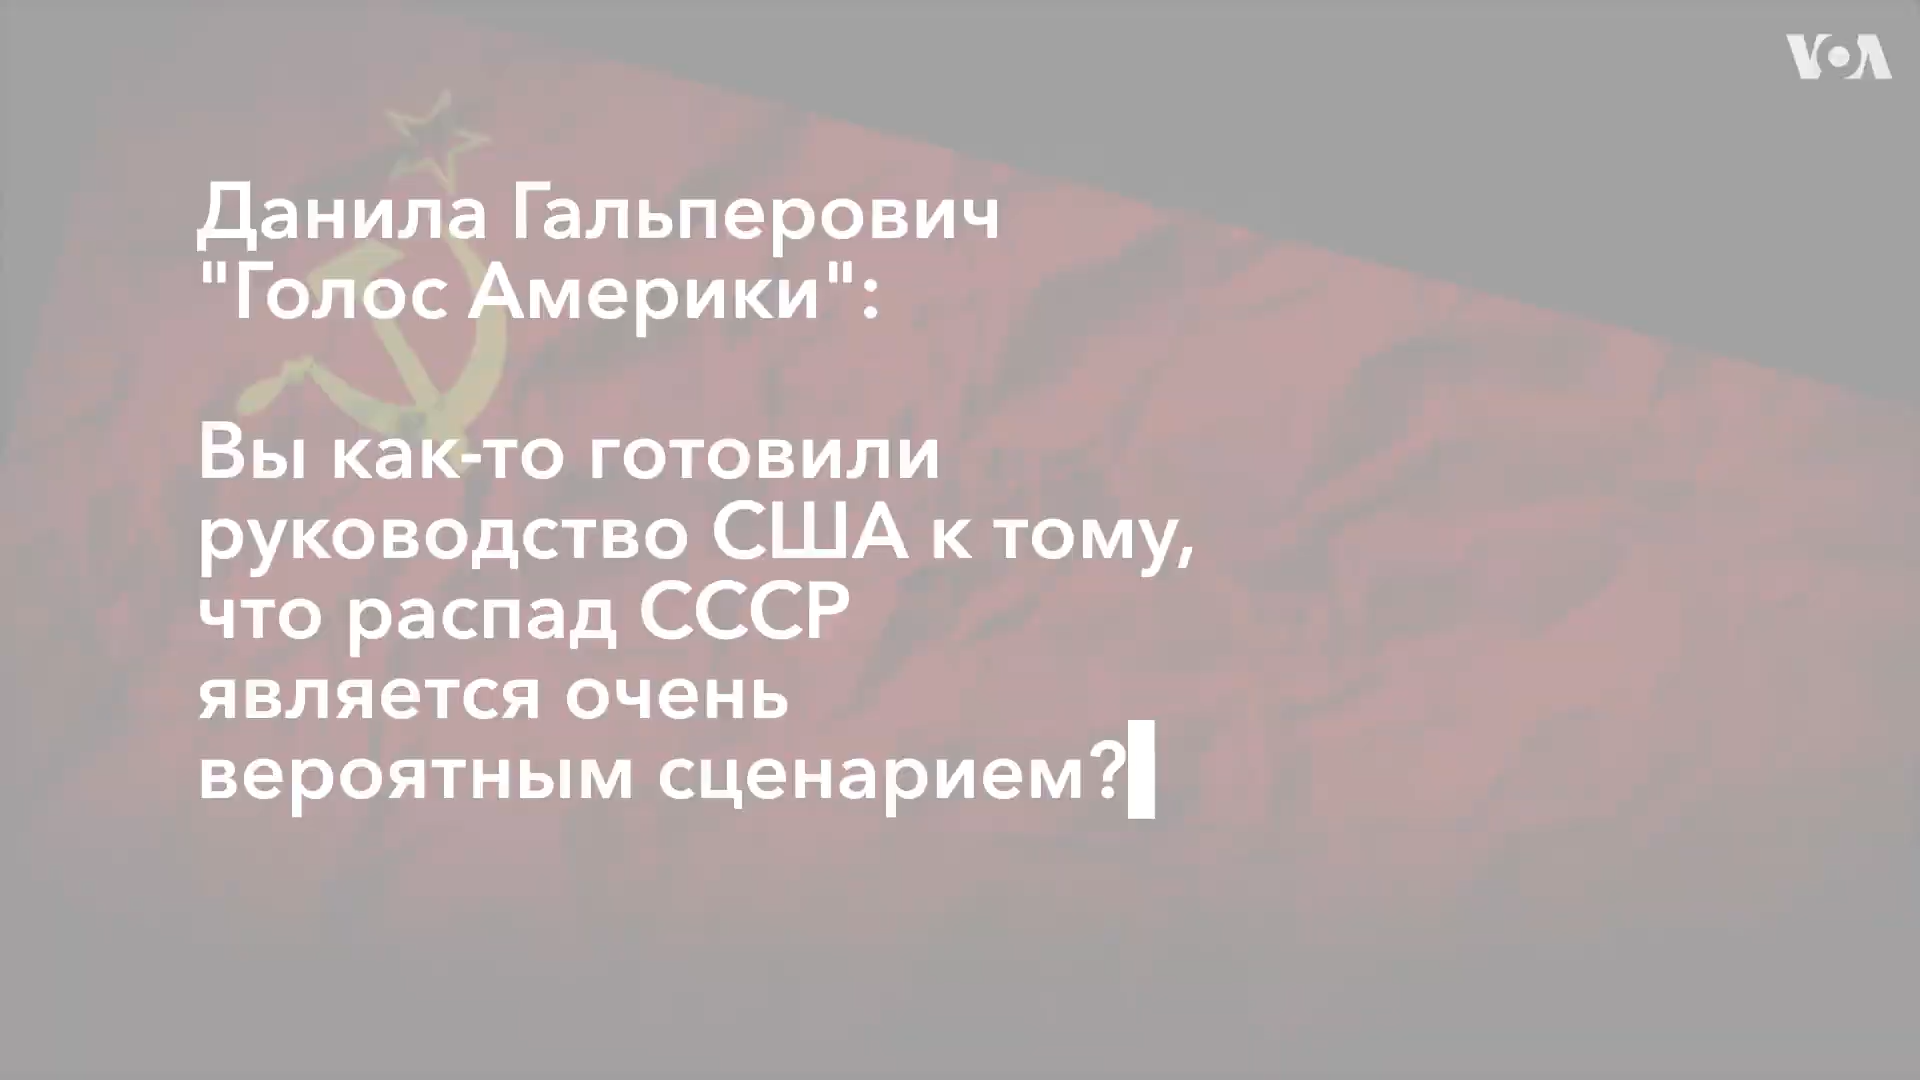 VOA
Данила Гальперович
"Голос Америки":
Вы как-то готовили
руководство США к тому,
что распад СССР
является очень
вероятным сценарием?